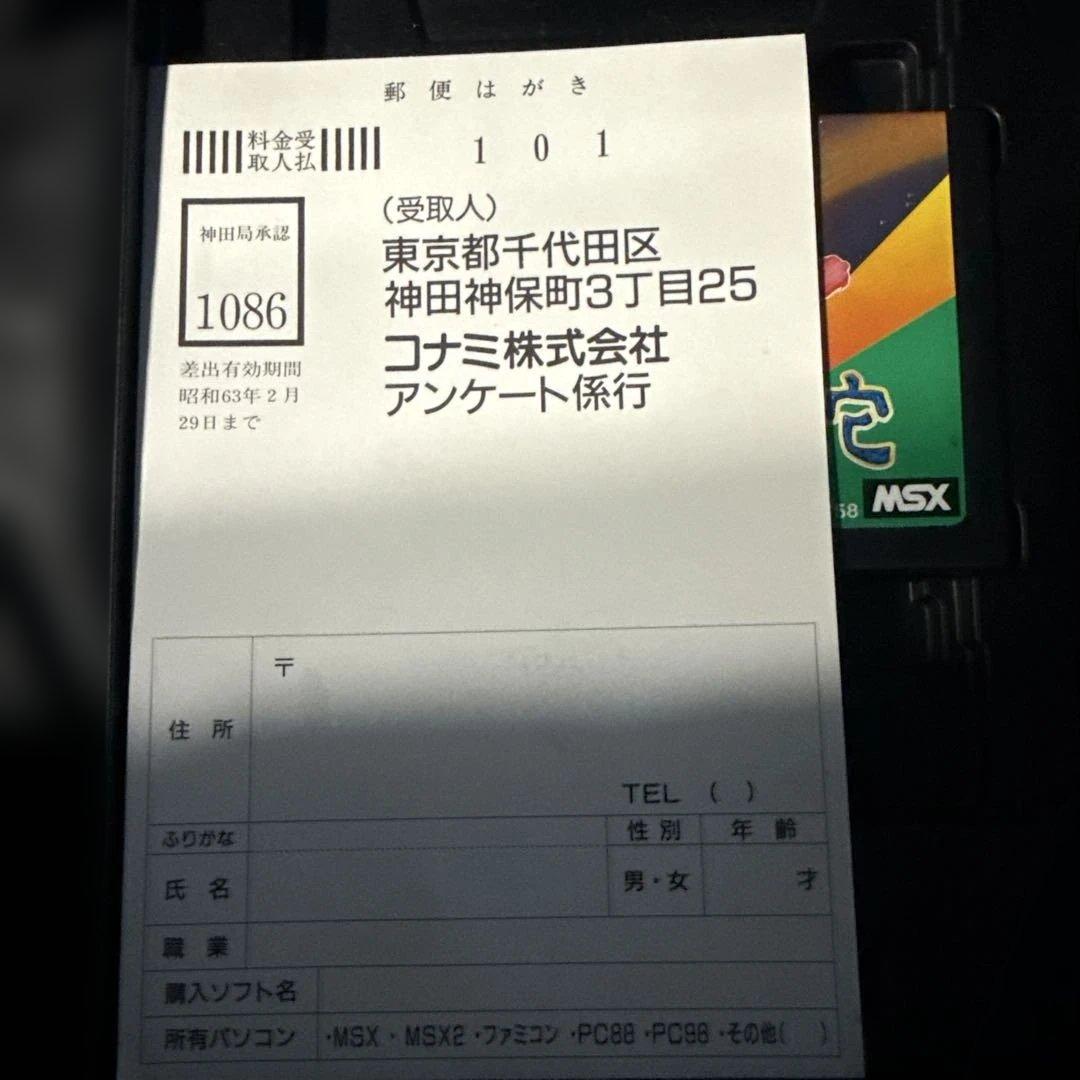 郵便はがき
料金受
取人払
101
神田局承認
1086
差出有効期間
昭和63年2月
29日まで
(受取人)
東京都千代田区
神田神保町3丁目25
コナミ株式会社
アンケート係行
〒
住所
TEL ( )
ふりがな
性別
年齢
氏名
男・女
才
職業
購入ソフト名
所有パソコン
・MSX ・MSX2 ・ファミコン ・PC88 ・PC98 ・その他( )
58
MSX